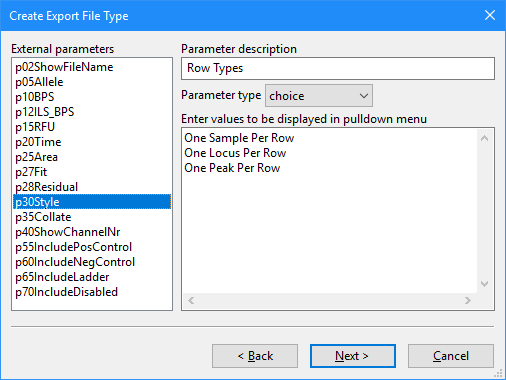 Create Export File Type
External parameters
p02ShowFileName
p05Allele
p10BPS
p12ILS_BPS
p15RFU
p20Time
p25Area
p27Fit
p28Residual
p30Style
p35Collate
p40ShowChannelNr
p55IncludePosControl
p60IncludeNegControl
p65IncludeLadder
p70IncludeDisabled
Parameter description
Row Types
Parameter type choice
Enter values to be displayed in pulldown menu
One Sample Per Row
One Locus Per Row
One Peak Per Row
< Back Next > Cancel